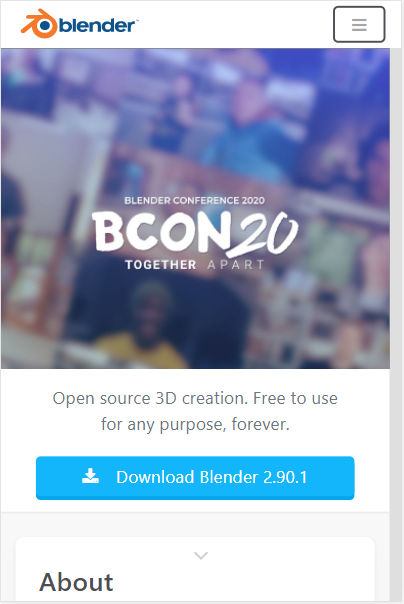 blender
BLENDER CONFERENCE 2020
BCON20
TOGETHER APART
Open source 3D creation. Free to use
for any purpose, forever.
Download Blender 2.90.1
About